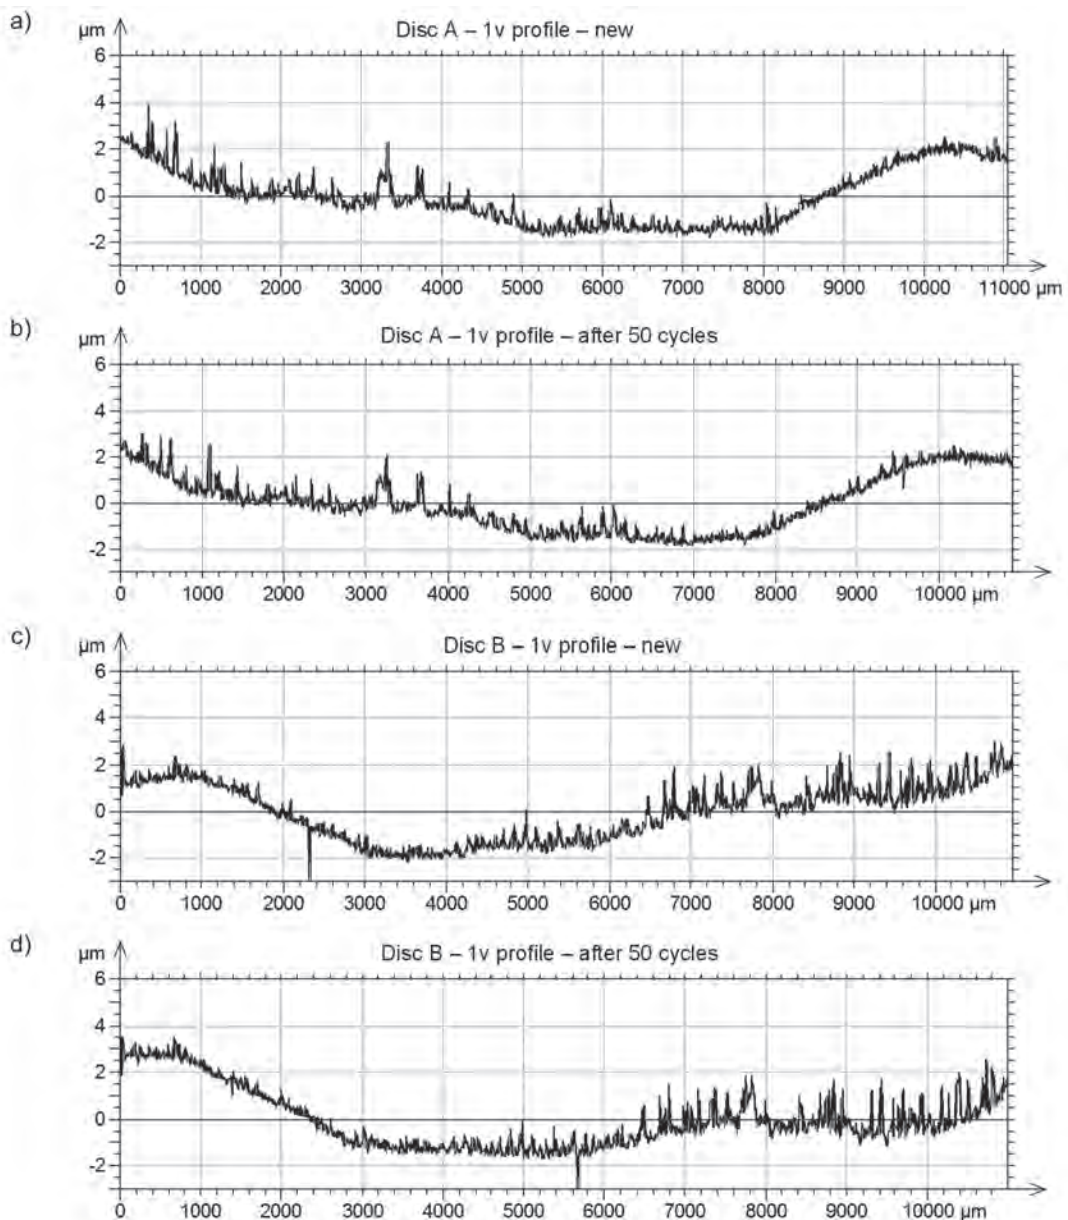 a)
µm
Disc A – 1v profile – new
6
4
2
0
-2
0 1000 2000 3000 4000 5000 6000 7000 8000 9000 10000 11000 µm
b)
µm
Disc A – 1v profile – after 50 cycles
6
4
2
0
-2
0 1000 2000 3000 4000 5000 6000 7000 8000 9000 10000 µm
c)
µm
Disc B – 1v profile – new
6
4
2
0
-2
0 1000 2000 3000 4000 5000 6000 7000 8000 9000 10000 µm
d)
µm
Disc B – 1v profile – after 50 cycles
6
4
2
0
-2
0 1000 2000 3000 4000 5000 6000 7000 8000 9000 10000 µm